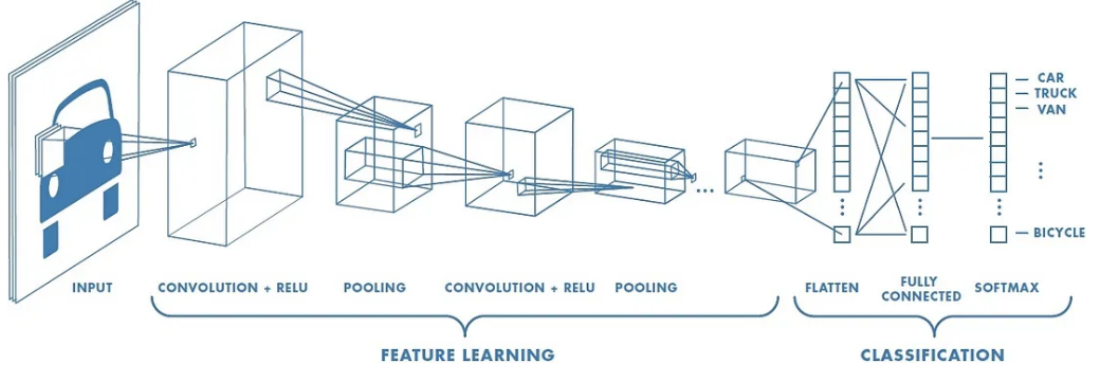 CAR
TRUCK
VAN
BICYCLE
INPUT
CONVOLUTION + RELU
POOLING
CONVOLUTION + RELU
POOLING
FLATTEN
FULLY
CONNECTED
SOFTMAX
FEATURE LEARNING
CLASSIFICATION